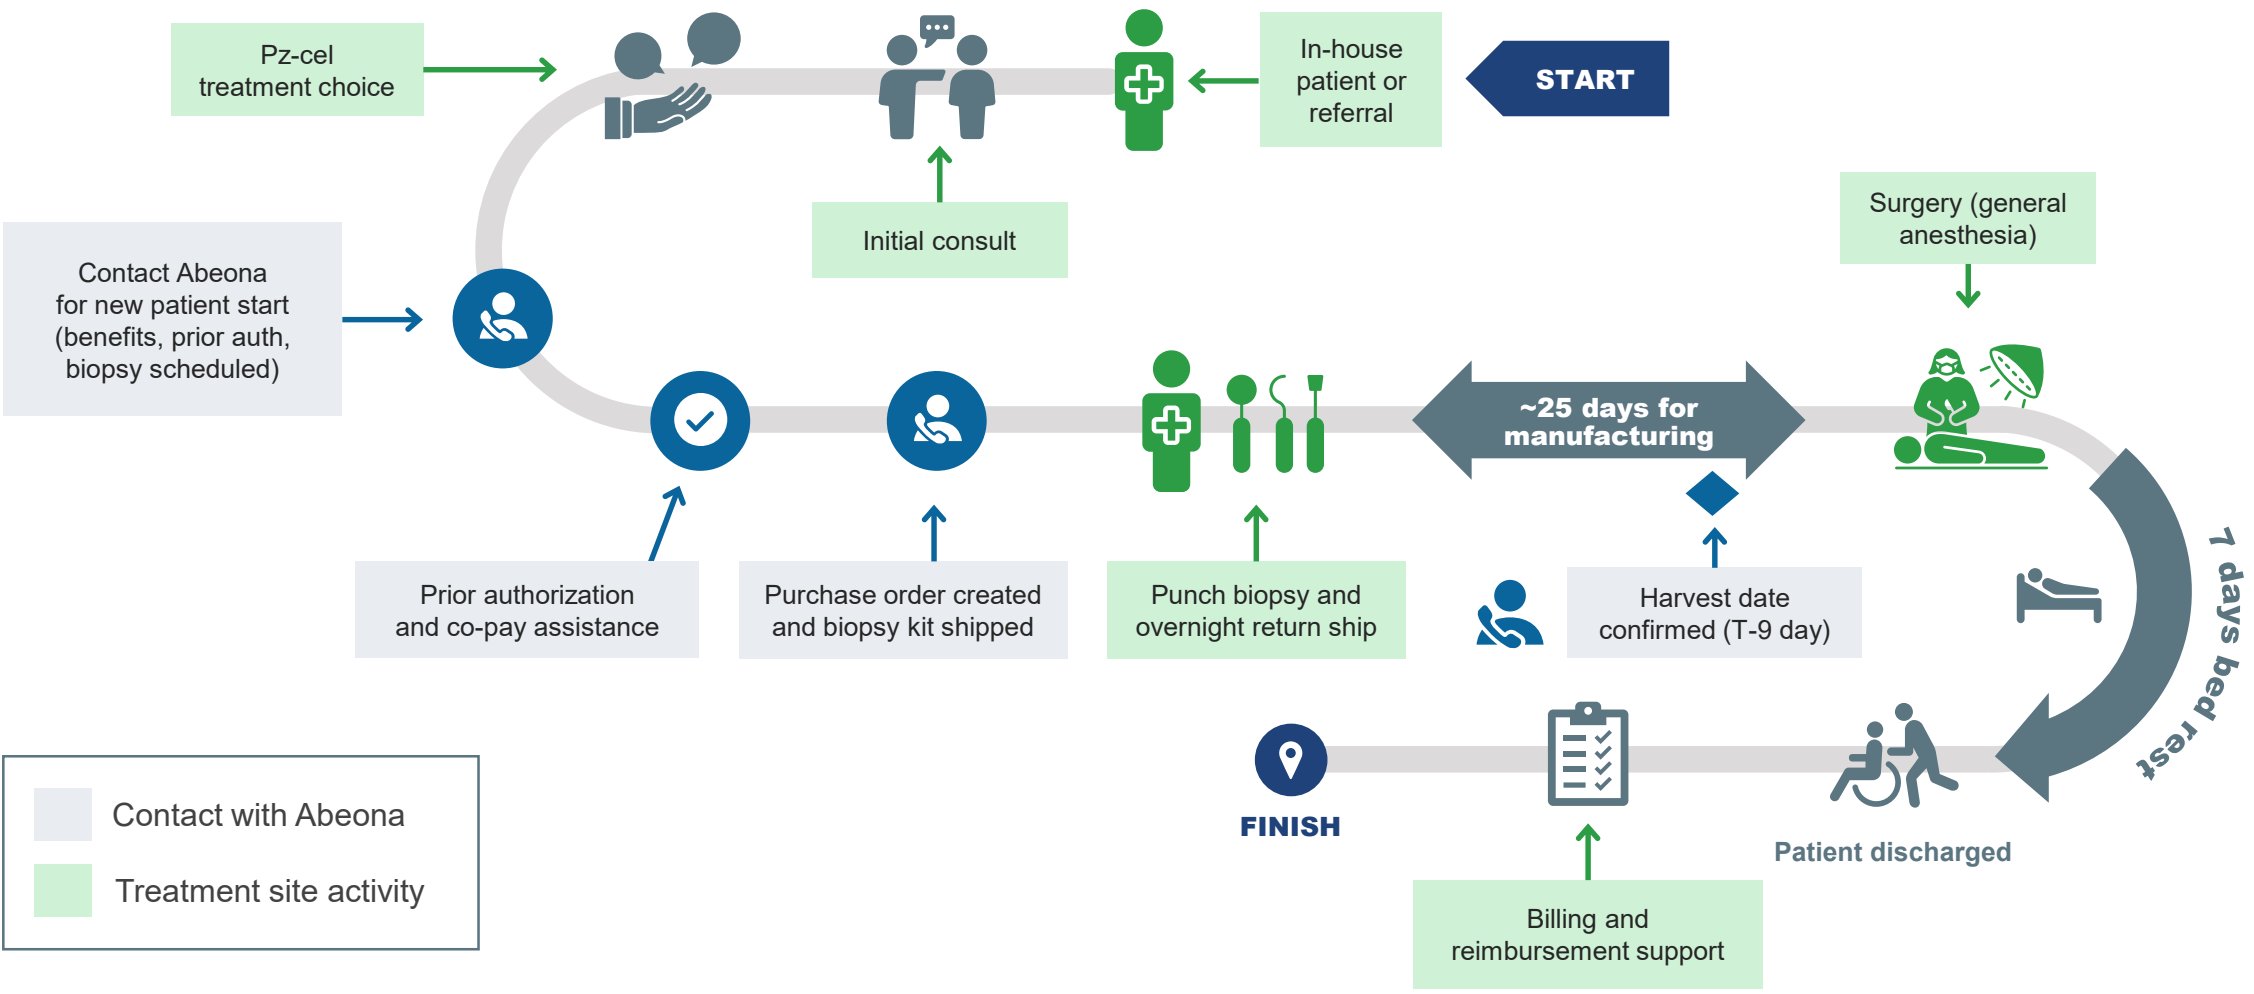 START
In-house
patient or
referral
Initial consult
Pz-cel
treatment choice
Contact Abeona
for new patient start
(benefits, prior auth,
biopsy scheduled)
Prior authorization
and co-pay assistance
Purchase order created
and biopsy kit shipped
Punch biopsy and
overnight return ship
~25 days for
manufacturing
Harvest date
confirmed (T-9 day)
Surgery (general
anesthesia)
7 days bed rest
Patient discharged
Billing and
reimbursement support
FINISH
Contact with Abeona
Treatment site activity